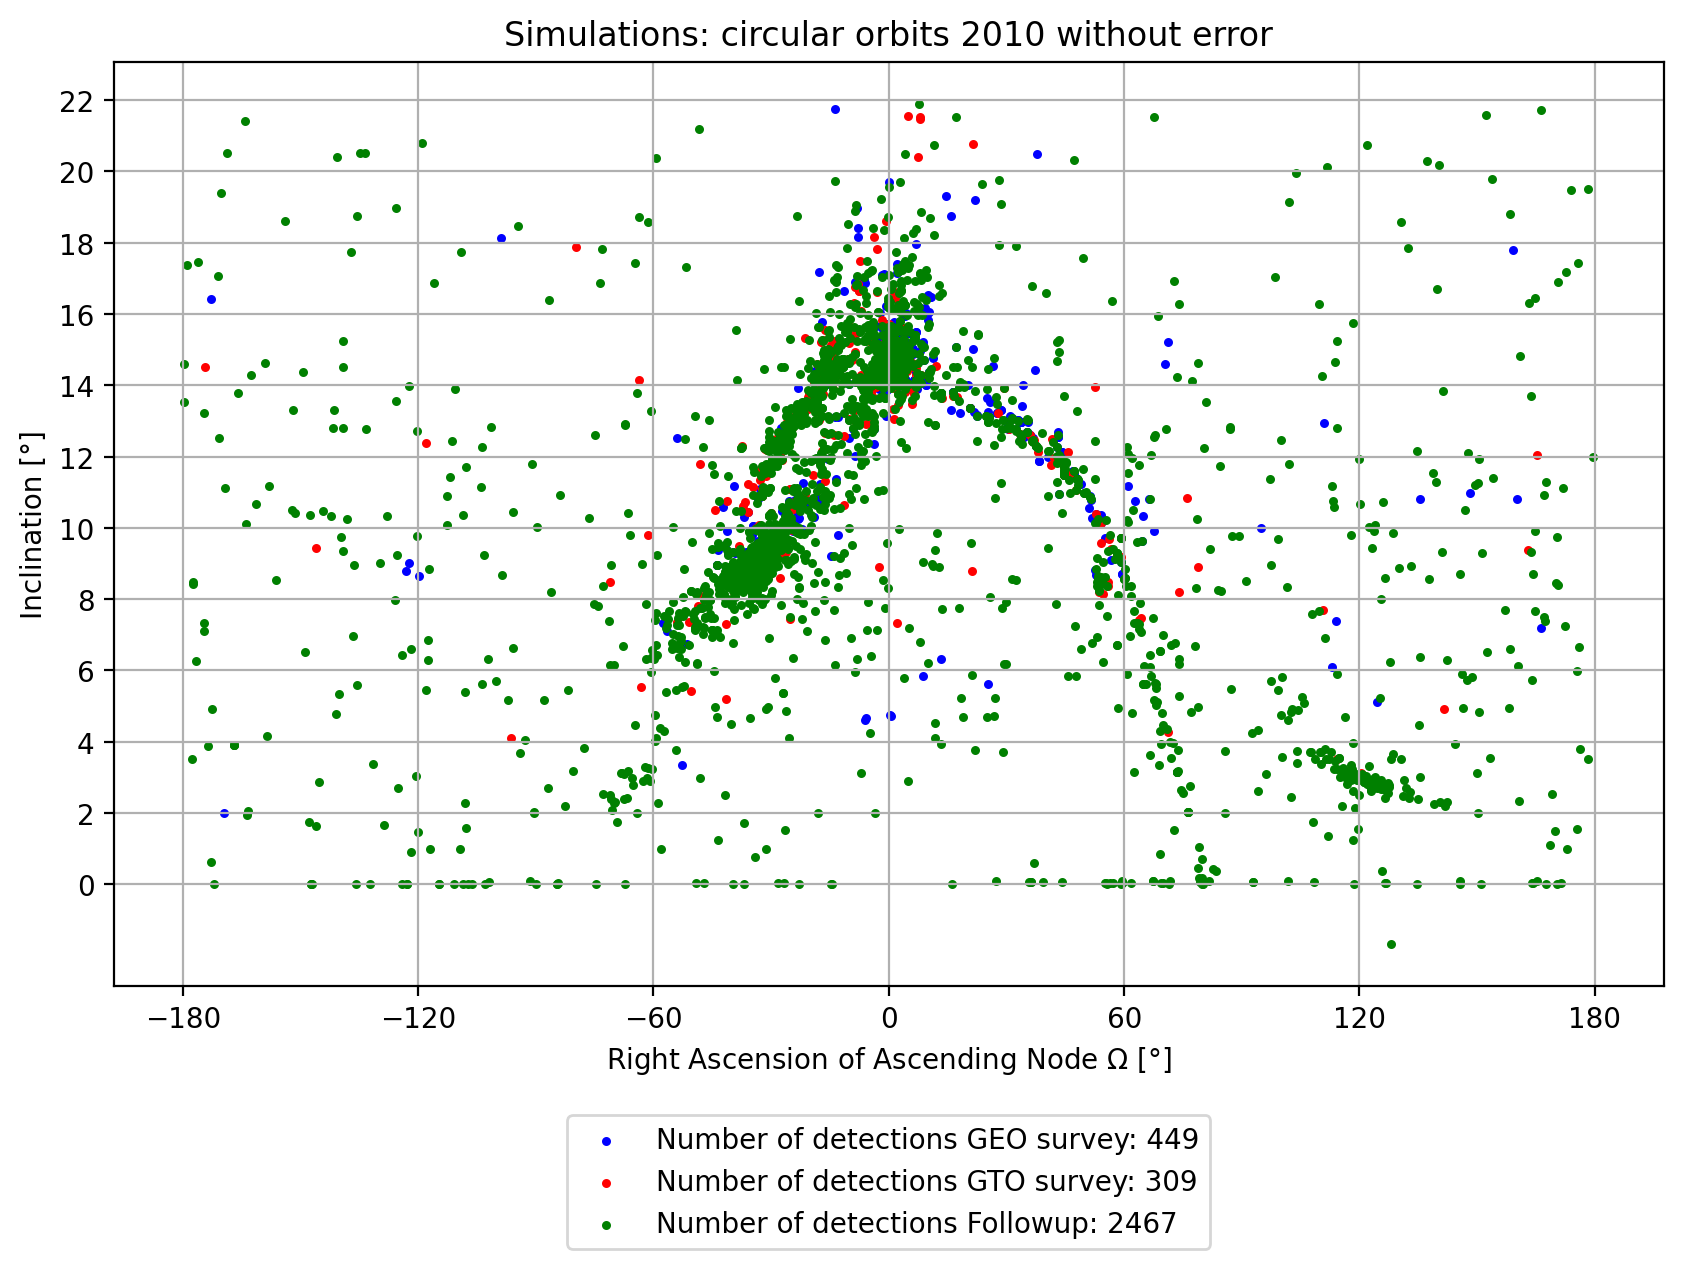 Simulations: circular orbits 2010 without error
22
20
18
16
14
12
10
8
6
4
2
0
Inclination [°]
−180 −120 −60 0 60 120 180
Right Ascension of Ascending Node Ω [°]
Number of detections GEO survey: 449
Number of detections GTO survey: 309
Number of detections Followup: 2467